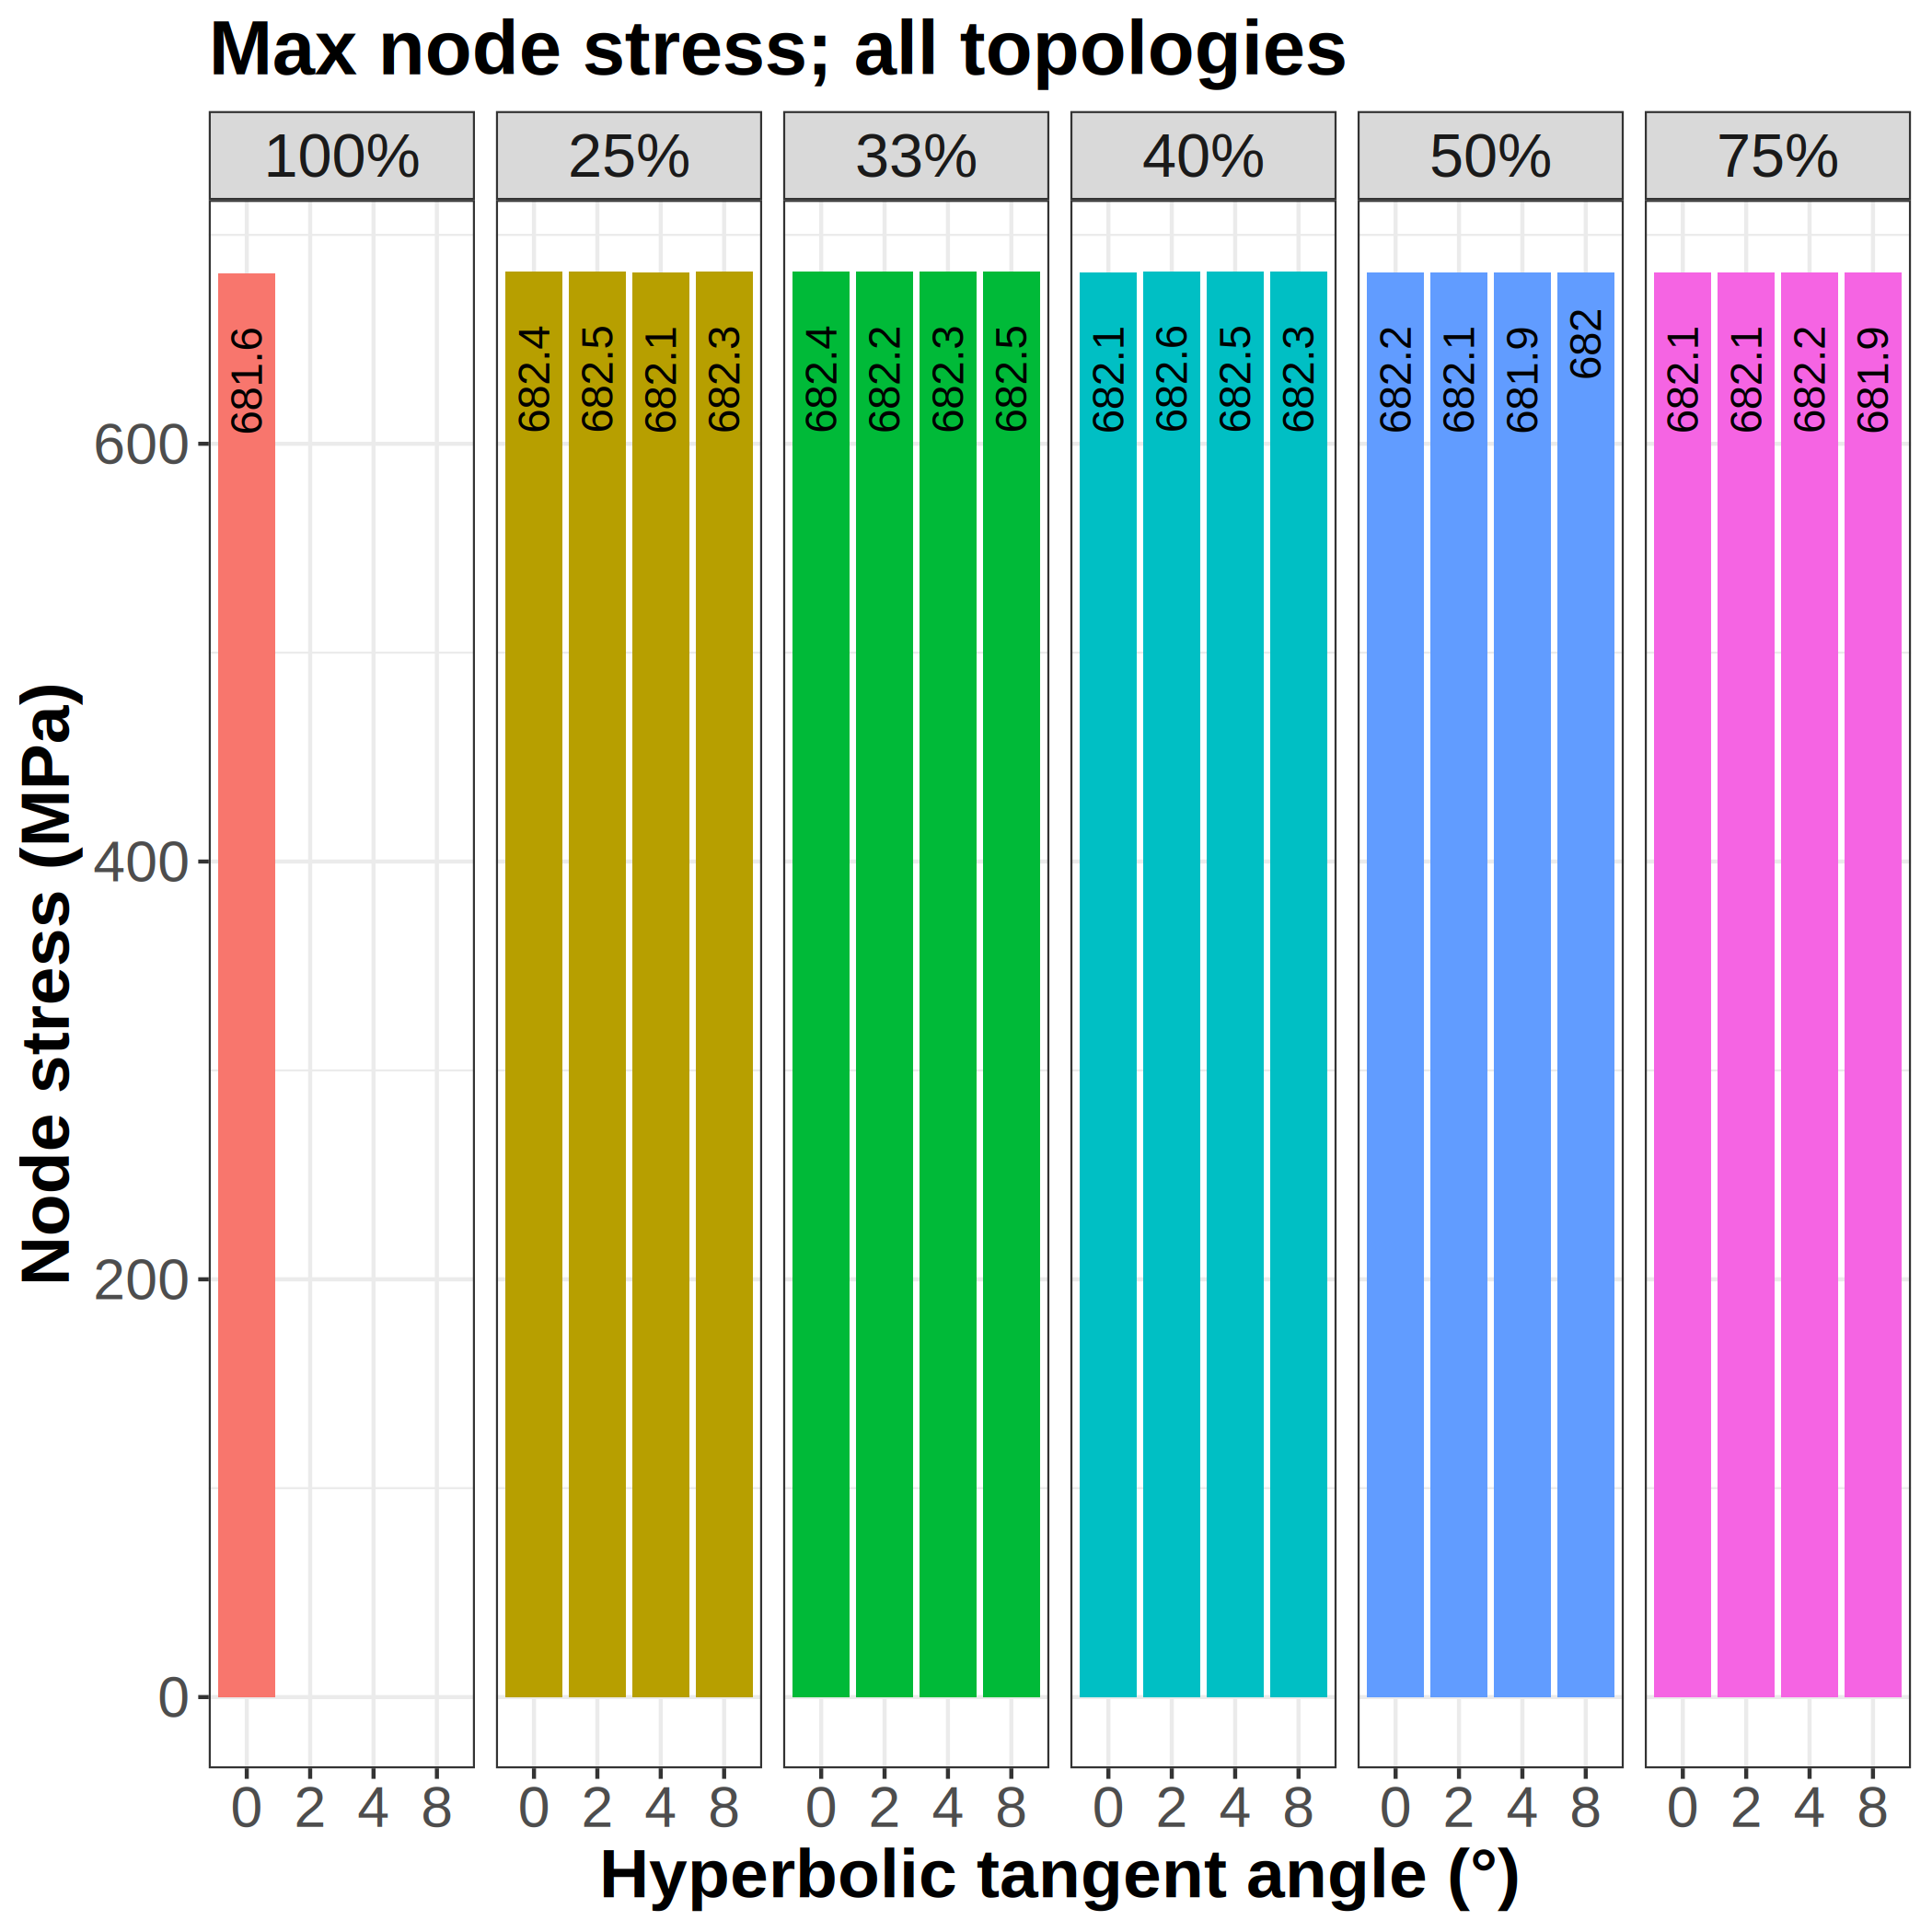 Max node stress; all topologies
100% 25% 33% 40% 50% 75%
681.6 682.4 682.5 682.1 682.3 682.4 682.2 682.3 682.5 682.1 682.6 682.5 682.3 682.2 682.1 681.9 682 682.1 682.1 682.2 681.9
600
400
200
0
Node stress (MPa)
0 2 4 8 0 2 4 8 0 2 4 8 0 2 4 8 0 2 4 8 0 2 4 8
Hyperbolic tangent angle (°)